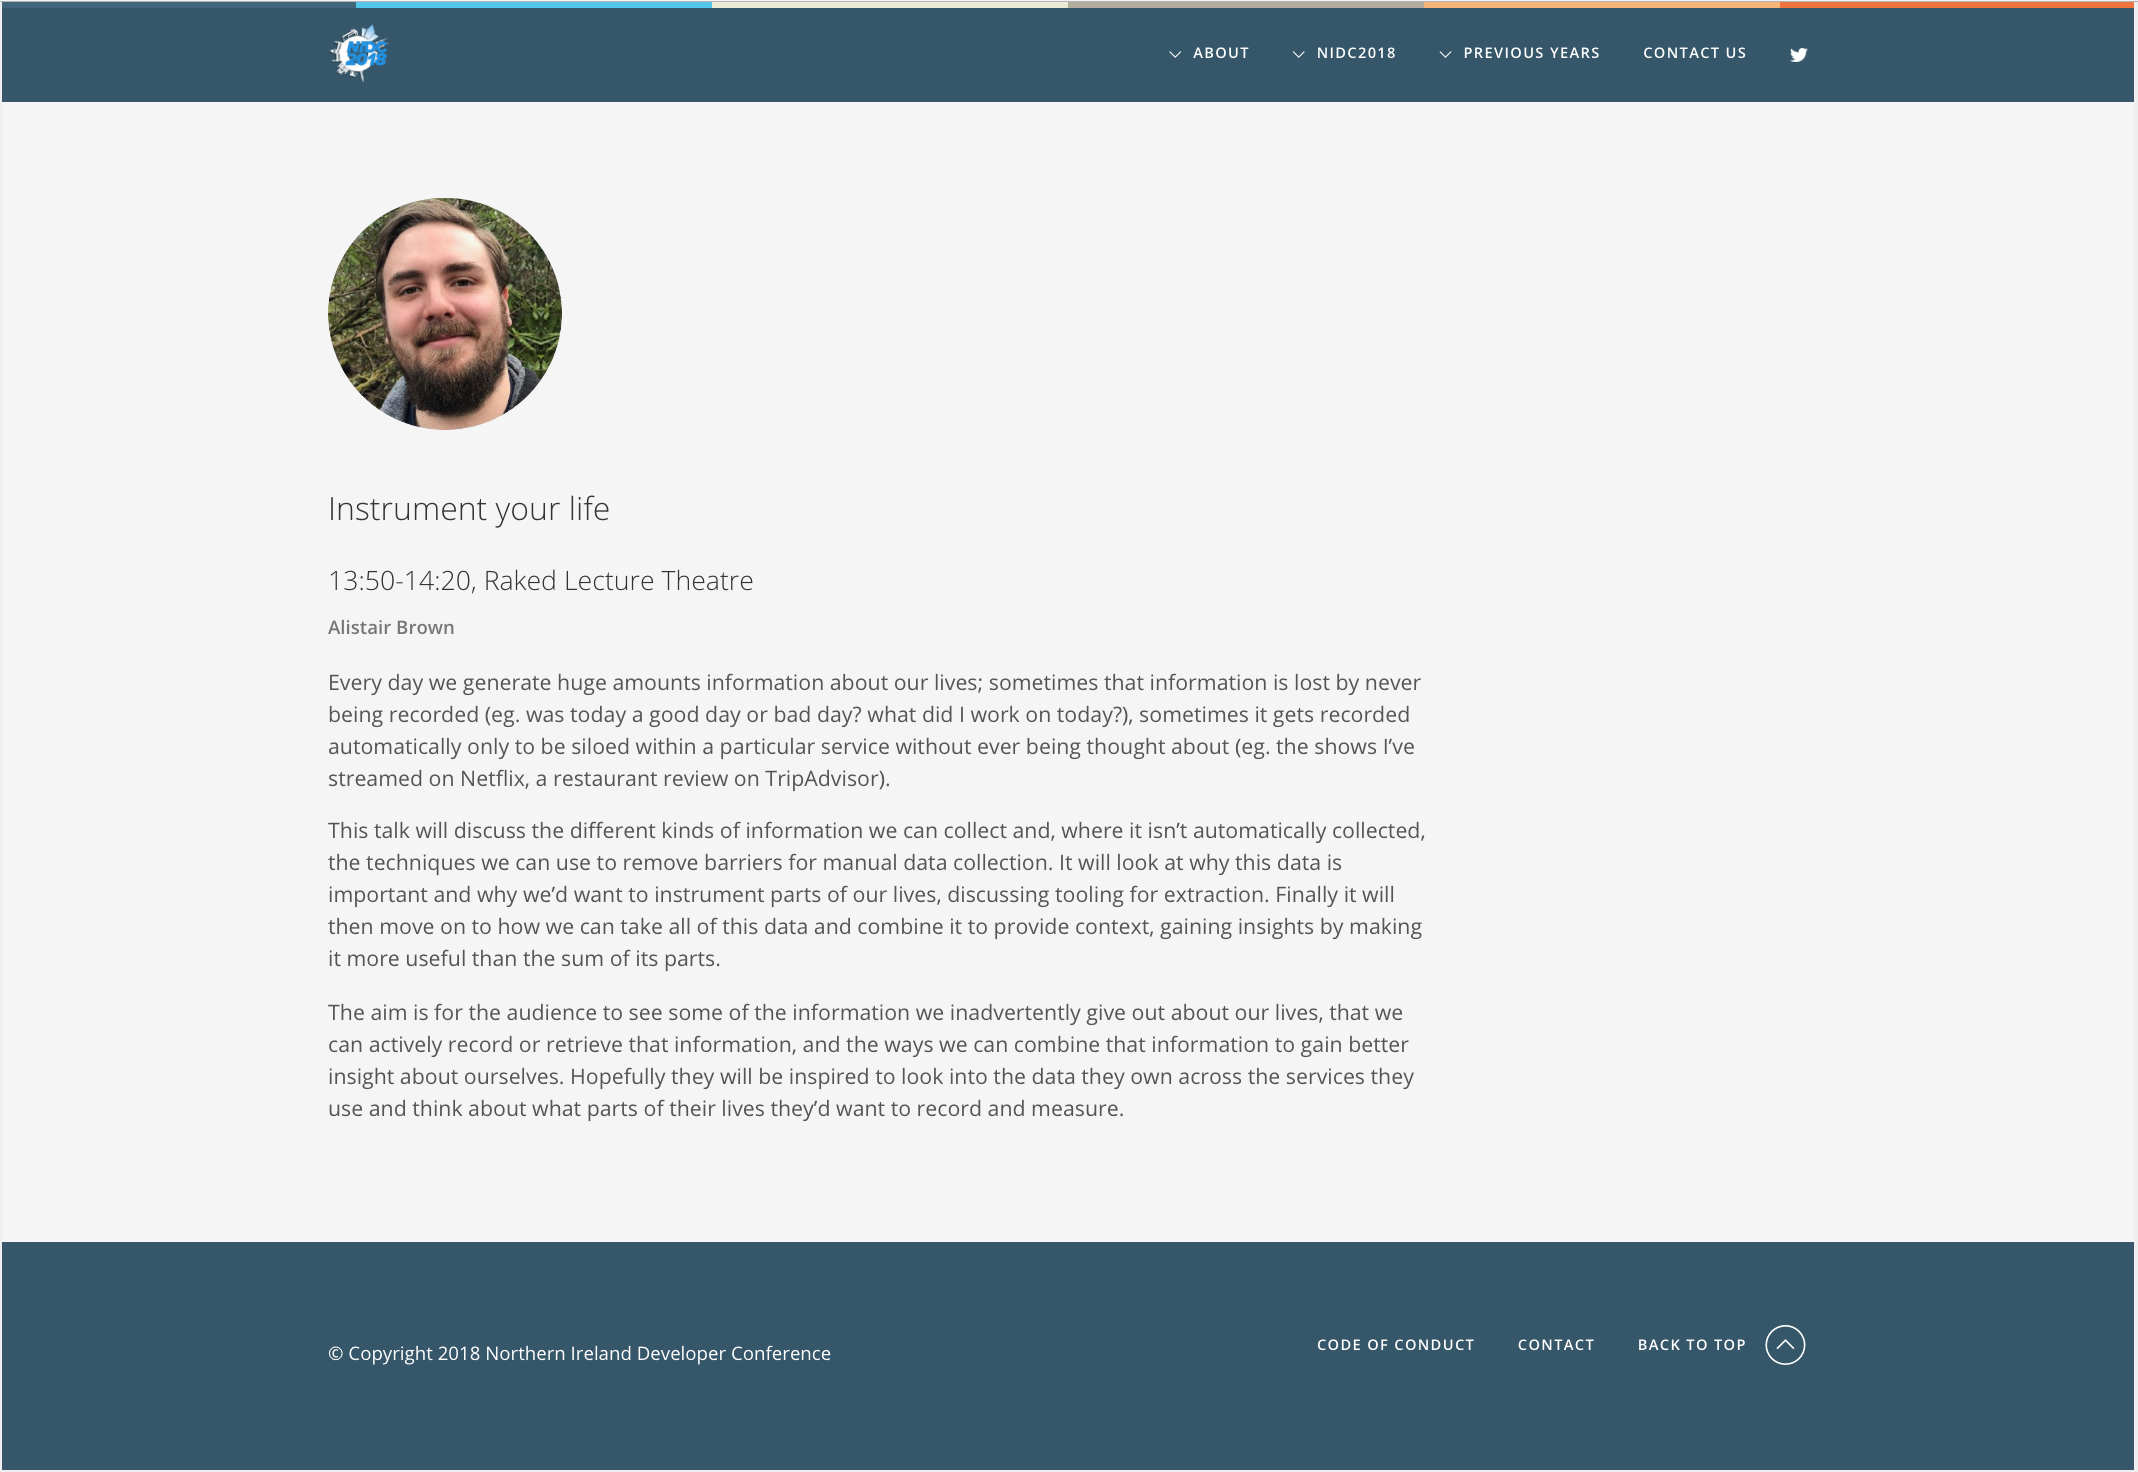 NIDC
2018
ABOUT
NIDC2018
PREVIOUS YEARS
CONTACT US
Instrument your life
13:50-14:20, Raked Lecture Theatre
Alistair Brown
Every day we generate huge amounts information about our lives; sometimes that information is lost by never
being recorded (eg. was today a good day or bad day? what did I work on today?), sometimes it gets recorded
automatically only to be siloed within a particular service without ever being thought about (eg. the shows I’ve
streamed on Netflix, a restaurant review on TripAdvisor).
This talk will discuss the different kinds of information we can collect and, where it isn’t automatically collected,
the techniques we can use to remove barriers for manual data collection. It will look at why this data is
important and why we’d want to instrument parts of our lives, discussing tooling for extraction. Finally it will
then move on to how we can take all of this data and combine it to provide context, gaining insights by making
it more useful than the sum of its parts.
The aim is for the audience to see some of the information we inadvertently give out about our lives, that we
can actively record or retrieve that information, and the ways we can combine that information to gain better
insight about ourselves. Hopefully they will be inspired to look into the data they own across the services they
use and think about what parts of their lives they’d want to record and measure.
© Copyright 2018 Northern Ireland Developer Conference
CODE OF CONDUCT
CONTACT
BACK TO TOP